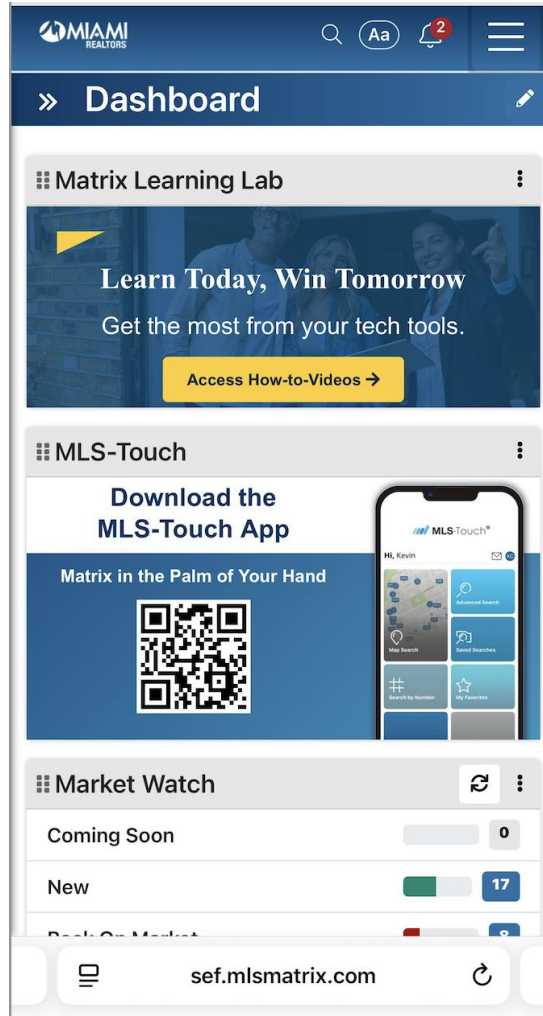 MIAMI
REALTORS
Aa
2
» Dashboard
Matrix Learning Lab
Learn Today, Win Tomorrow
Get the most from your tech tools.
Access How-to-Videos →
MLS-Touch
Download the
MLS-Touch App
Matrix in the Palm of Your Hand
MLS-Touch®
Hi, Kevin
Map Search
Advanced Search
Saved Searches
Search by Number
My Favorites
Market Watch
Coming Soon 0
New 17
Back On Market 8
sef.mlsmatrix.com